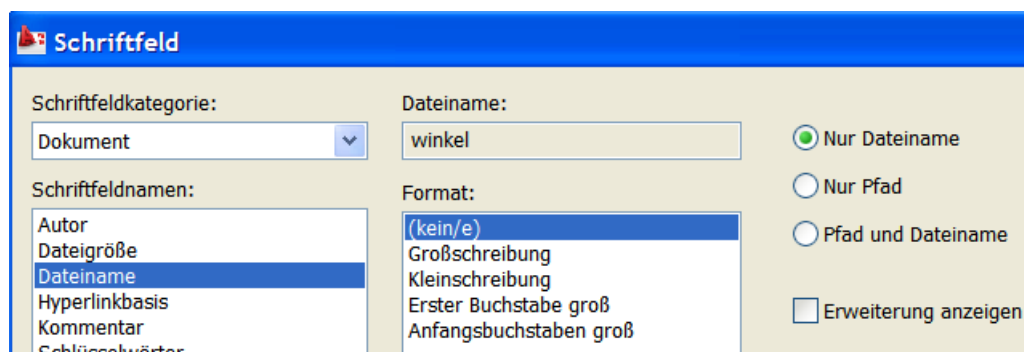 Schriftfeld
Schriftfeldkategorie:
Dokument
Schriftfeldnamen:
Autor
Dateigröße
Dateiname
Hyperlinkbasis
Kommentar
Schlüsselwörter
Dateiname:
winkel
Format:
(kein/e)
Großschreibung
Kleinschreibung
Erster Buchstabe groß
Anfangsbuchstaben groß
Nur Dateiname
Nur Pfad
Pfad und Dateiname
Erweiterung anzeigen